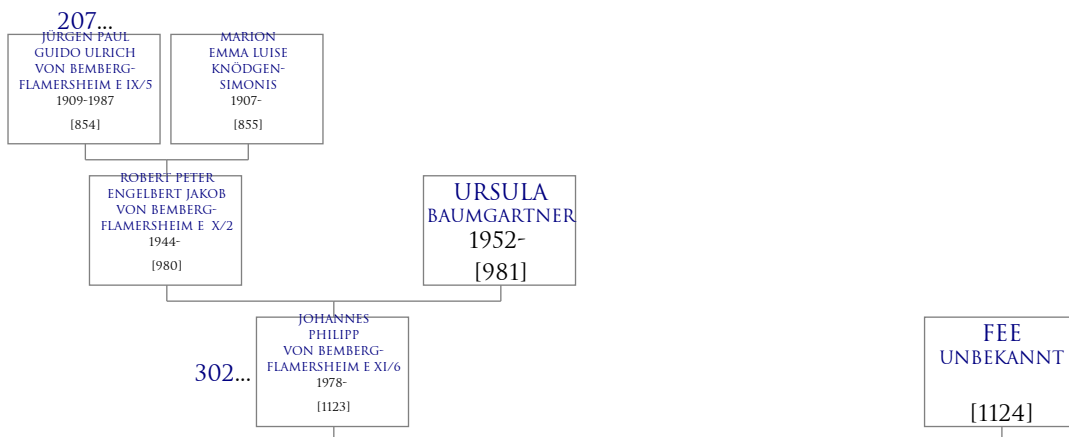 207...
JÜRGEN PAUL
GUIDO ULRICH
VON BEMBERG-
FLAMERSHEIM E IX/5
1909-1987
[854]
MARION
EMMA LUISE
KNÖDGEN-
SIMONIS
1907-
[855]
ROBERT PETER
ENGELBERT JAKOB
VON BEMBERG-
FLAMERSHEIM E X/2
1944-
[980]
URSULA
BAUMGARTNER
1952-
[981]
302...
JOHANNES
PHILIPP
VON BEMBERG-
FLAMERSHEIM E XI/6
1978-
[1123]
FEE
UNBEKANNT
[1124]